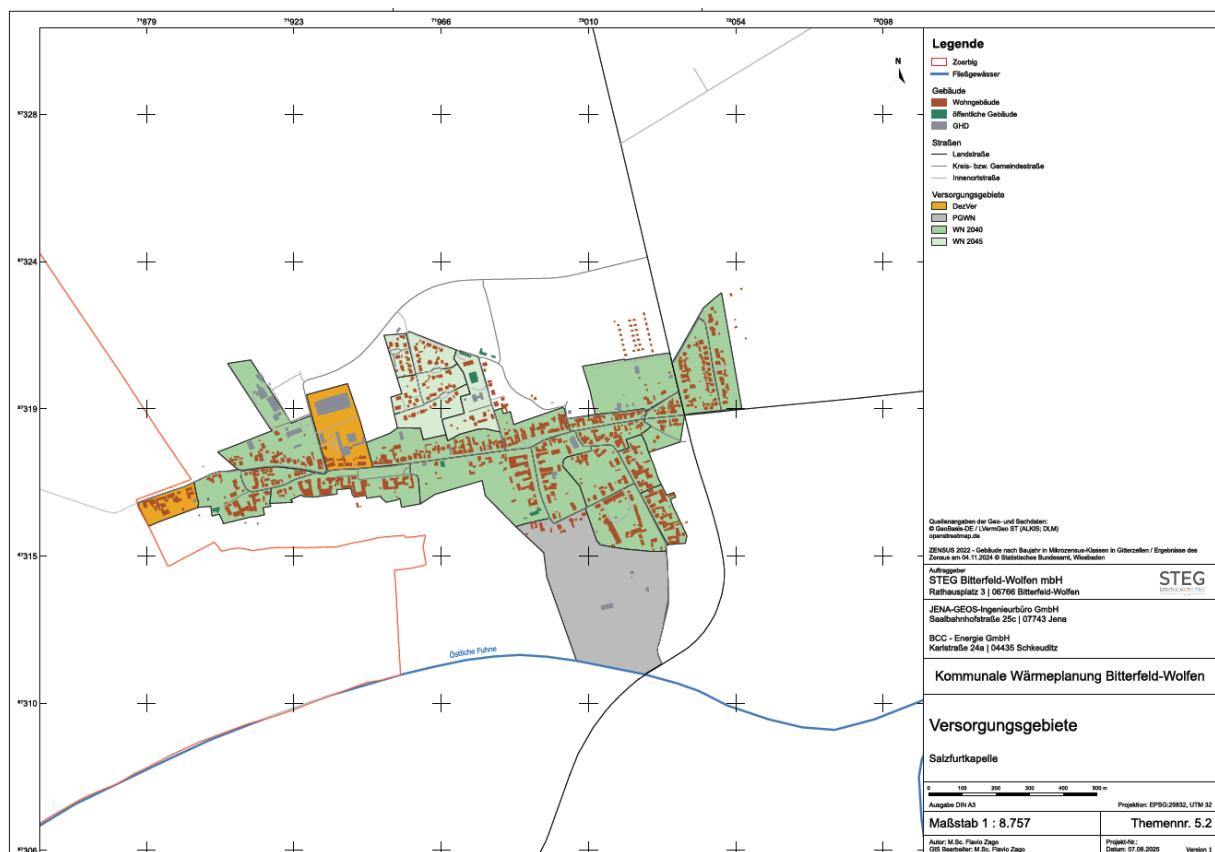 ⁷¹879 ⁷¹923 ⁷¹966 ⁷²010 ⁷²054 ⁷²098
⁵⁷328
⁵⁷324
⁵⁷319
⁵⁷315
⁵⁷310
⁵⁷306
N
Östliche Fuhne
Legende
Zoerbig
Fließgewässer
Gebäude
Wohngebäude
öffentliche Gebäude
GHD
Straßen
Landstraße
Kreis- bzw. Gemeindestraße
Innenortstraße
Versorgungsgebiete
DezVer
PGWN
WN 2040
WN 2045
Quellenangaben der Geo- und Sachdaten:
© GeoBasis-DE / LVermGeo ST (ALKIS; DLM)
openstreetmap.de
ZENSUS 2022 - Gebäude nach Baujahr in Mikrozensus-Klassen in Gitterzellen / Ergebnisse des
Zensus am 04.11.2024 © Statistisches Bundesamt, Wiesbaden
Auftraggeber
STEG Bitterfeld-Wolfen mbH
Rathausplatz 3 | 06766 Bitterfeld-Wolfen
STEG
JENA-GEOS-Ingenieurbüro GmbH
Saalbahnhofstraße 25c | 07743 Jena
BCC - Energie GmbH
Karlstraße 24a | 04435 Schkeuditz
Kommunale Wärmeplanung Bitterfeld-Wolfen
Versorgungsgebiete
Salzfurtkapelle
0 100 200 300 400 500 m
Ausgabe DIN A3 Projektion: EPSG:25832, UTM 32
Maßstab 1 : 8.757 Themennr. 5.2
Autor: M.Sc. Flavio Zago Projekt-Nr.:
GIS Bearbeiter: M.Sc. Flavio Zago Datum: 07.08.2025 Version 1